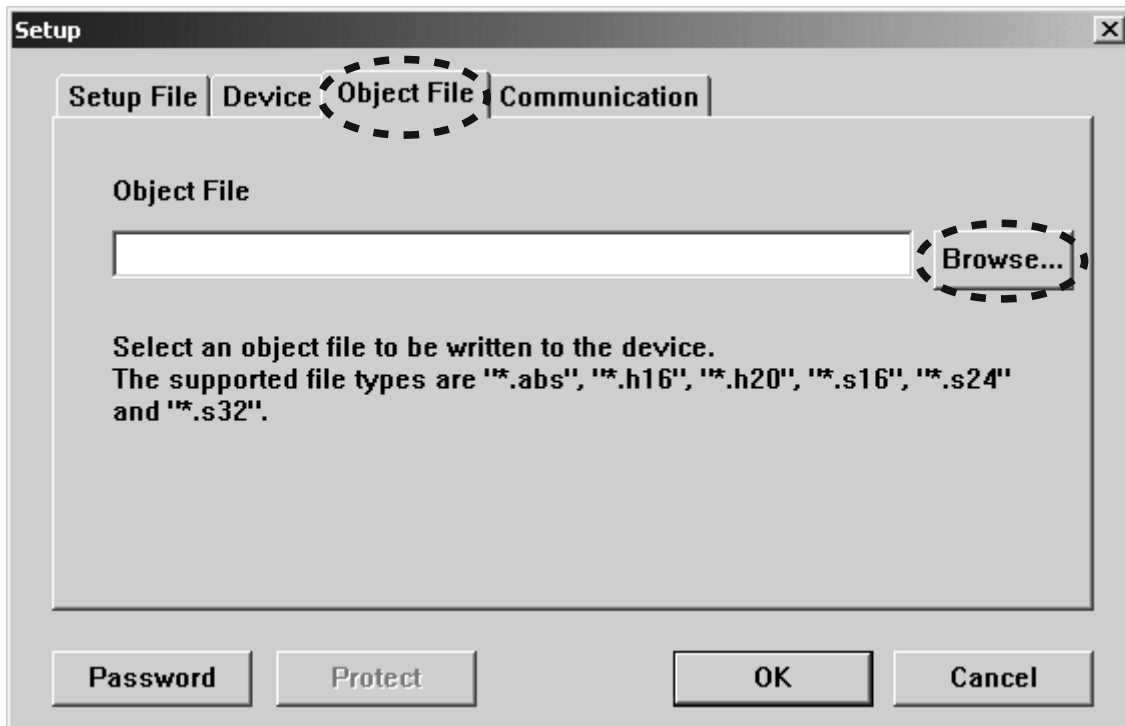 Setup
Setup File Device Object File Communication
Object File
Browse...
Select an object file to be written to the device.
The supported file types are "*.abs", "*.h16", "*.h20", "*.s16", "*.s24"
and "*.s32".
Password Protect OK Cancel